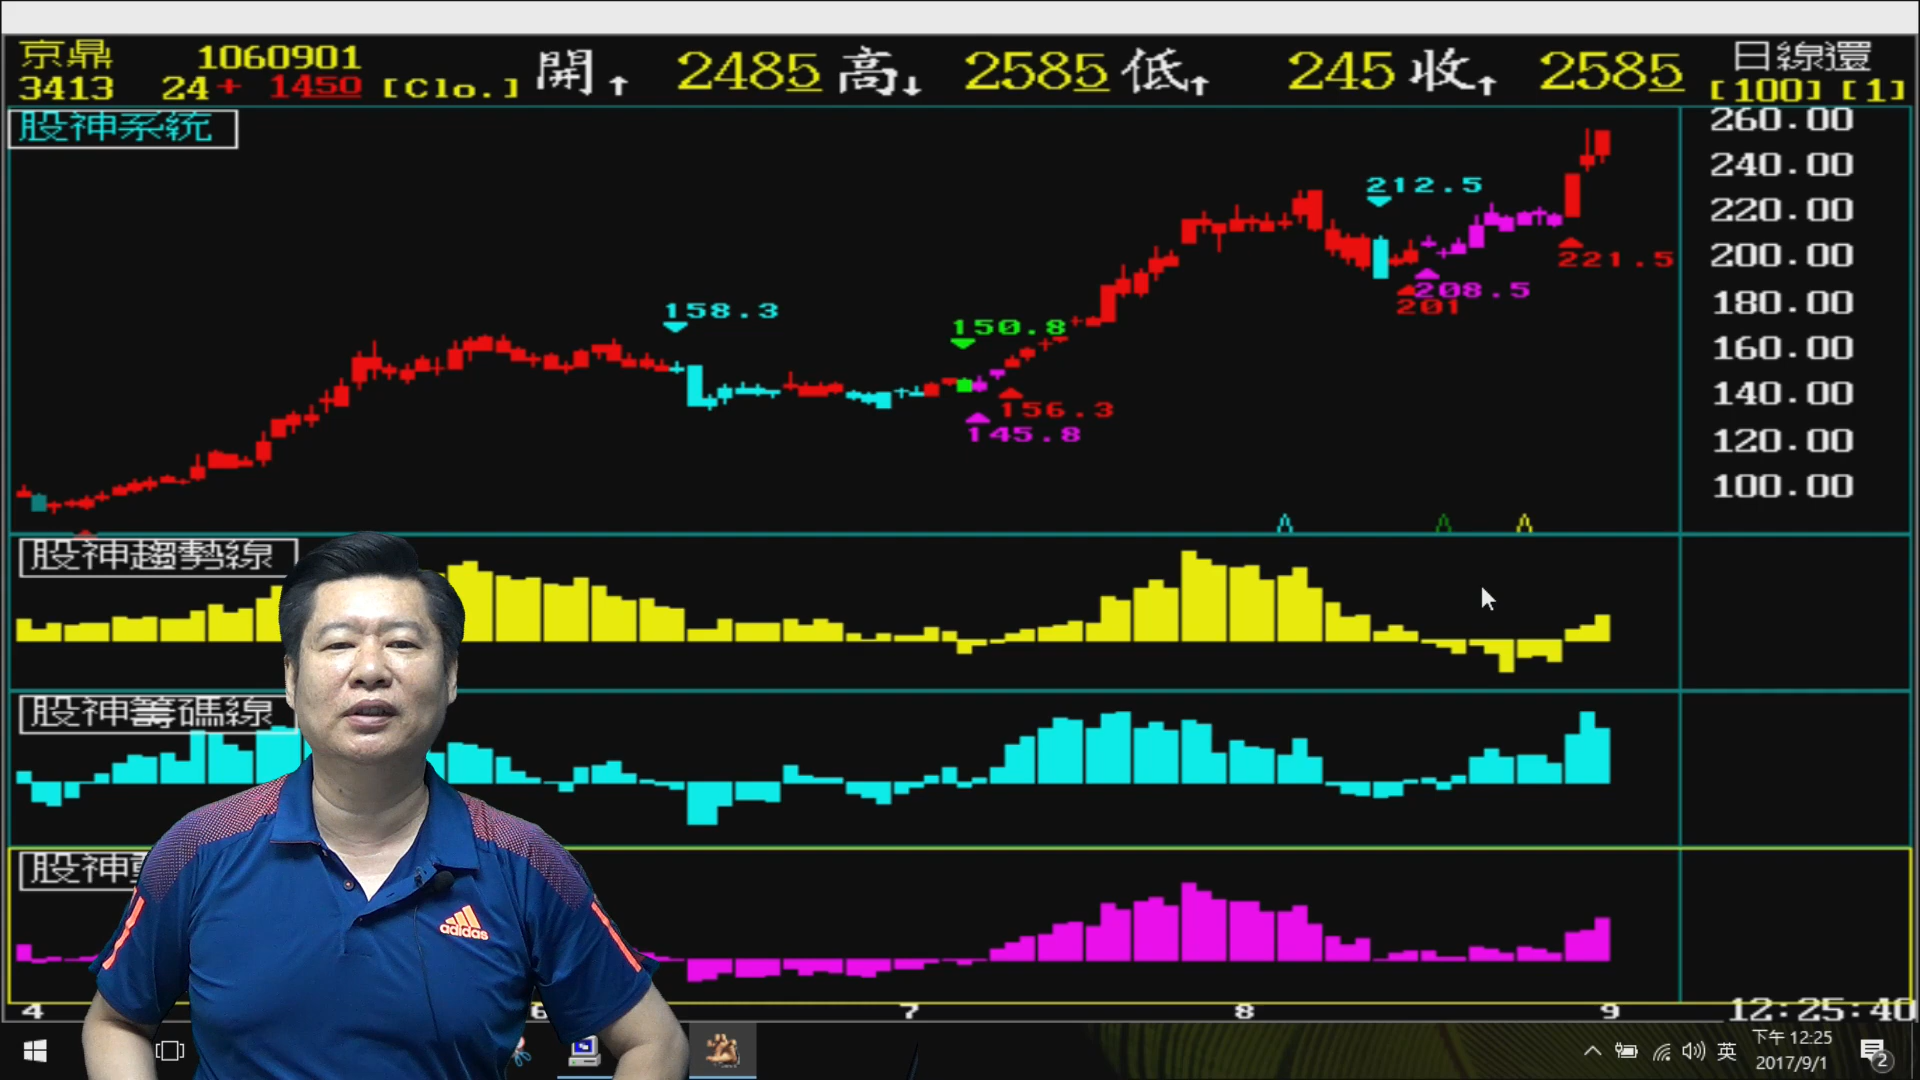 京鼎 1060901 開↑ 2485 高↓ 2585 低↑ 245 收↑ 2585 日線還
3413 24+ 1450 [Clo.] [100] [1]
股神系統
260.00
240.00
220.00
200.00
180.00
160.00
140.00
120.00
100.00
212.5
221.5
208.5
201
158.3
150.8
156.3
145.8
股神趨勢線
股神籌碼線
股神
adidas
4 6 7 8 9 12:25:40
英
下午 12:25
2017/9/1
2